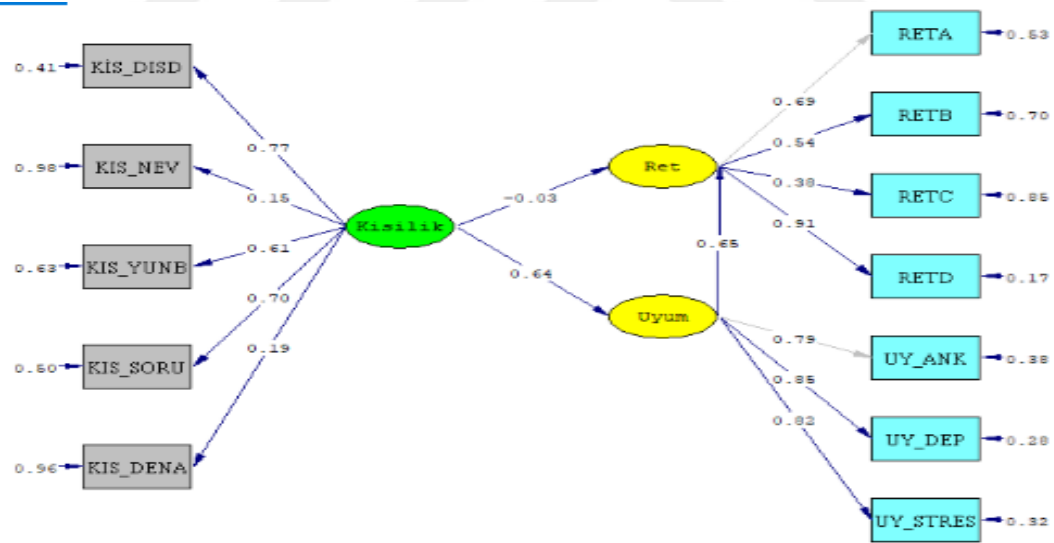 RETA
0.53
KİS_DISD
0.41
0.69
RETB
0.70
0.54
0.77
KIS_NEV
0.98
Ret
RETC
0.85
0.38
0.15
-0.03
0.91
Kisilik
0.65
0.61
KIS_YUNB
0.63
0.64
RETD
0.17
0.70
Uyum
0.79
0.19
UY_ANK
0.38
KIS_SORU
0.50
0.85
0.82
UY_DEP
0.28
KIS_DENA
0.96
UY_STRES
0.32